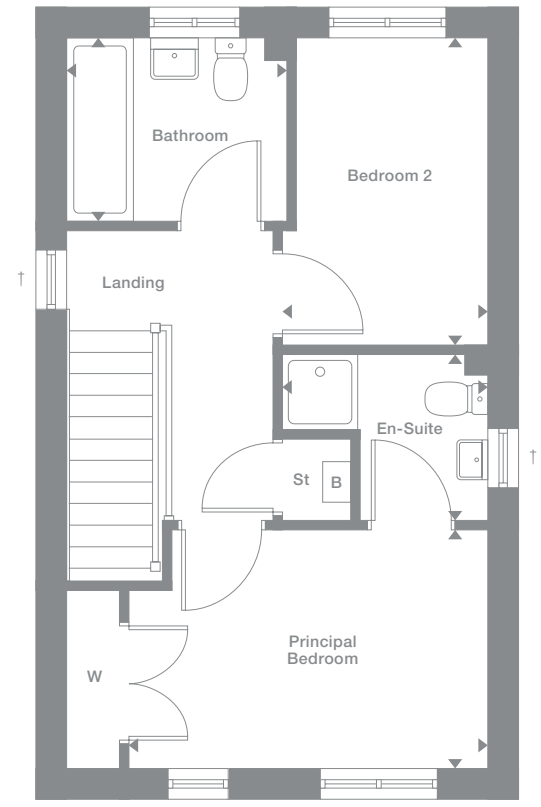 Bathroom
Bedroom 2
†
Landing
En-Suite
†
St
B
Principal
Bedroom
W